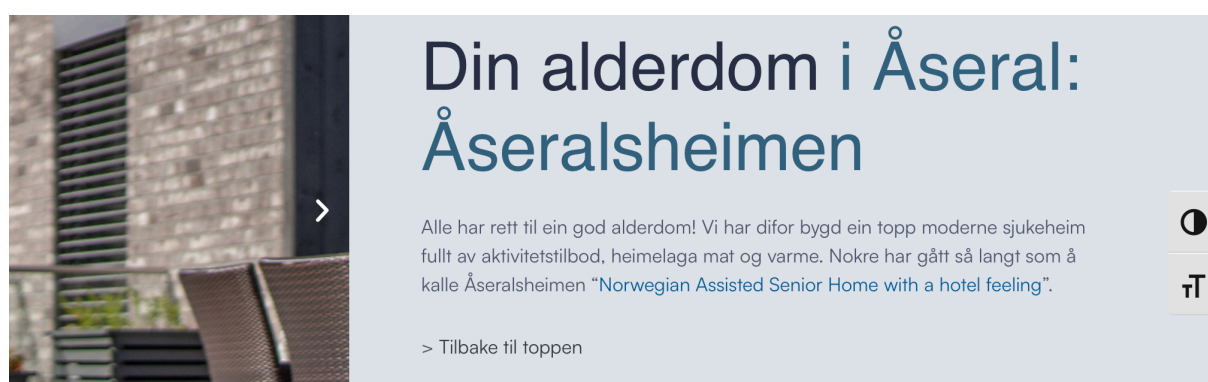 Din alderdom i Åseral:
Åseralsheimen
Alle har rett til ein god alderdom! Vi har difor bygd ein topp moderne sjukeheim
fullt av aktivitetstilbod, heimelaga mat og varme. Nokre har gått så langt som å
kalle Åseralsheimen “Norwegian Assisted Senior Home with a hotel feeling”.
> Tilbake til toppen
TT